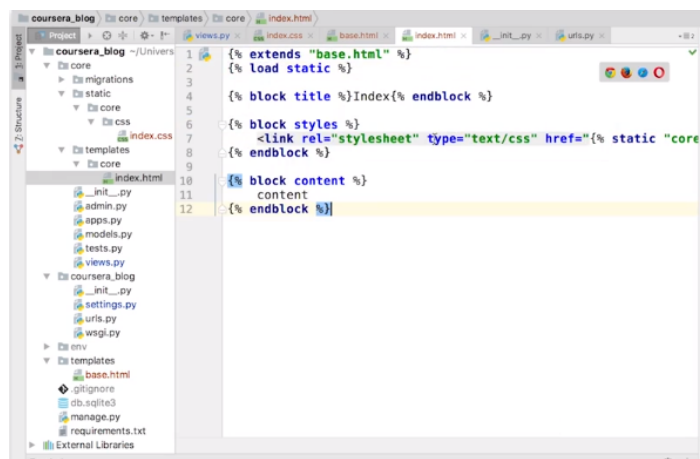 coursera_blog core templates core index.html
Project views.py index.css base.html index.html __init__.py urls.py
1: Project
2: Structure
coursera_blog ~/Univers
core
migrations
static
core
css
index.css
templates
core
index.html
__init__.py
admin.py
apps.py
models.py
tests.py
views.py
coursera_blog
__init__.py
settings.py
urls.py
wsgi.py
env
templates
base.html
.gitignore
db.sqlite3
manage.py
requirements.txt
External Libraries
1 {% extends "base.html" %}
2 {% load static %}
3
4 {% block title %}Index{% endblock %}
5
6 {% block styles %}
7 <link rel="stylesheet" type="text/css" href="{% static "core
8 {% endblock %}
9
10 {% block content %}
11 content
12 {% endblock %}